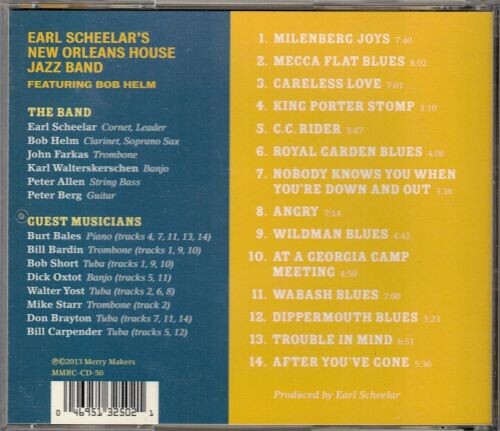 EARL SCHEELAR'S
NEW ORLEANS HOUSE
JAZZ BAND
FEATURING BOB HELM
THE BAND
Earl Scheelar Cornet, Leader
Bob Helm Clarinet, Soprano Sax
John Farkas Trombone
Karl Walterskerschen Banjo
Peter Allen String Bass
Peter Berg Guitar
GUEST MUSICIANS
Burt Bales Piano (tracks 4, 7, 11, 13, 14)
Bill Bardin Trombone (tracks 1, 9, 10)
Bob Short Tuba (tracks 1, 9, 10)
Dick Oxtot Banjo (tracks 5, 11)
Walter Yost Tuba (tracks 2, 6, 8)
Mike Starr Trombone (track 2)
Don Brayton Tuba (tracks 7, 11, 14)
Bill Carpender Tuba (tracks 5, 12)
℗©2013 Merry Makers
MMRC-CD-50
0 46951 32502 1
1. MILENBERG JOYS 7:40
2. MECCA FLAT BLUES 8:02
3. CARELESS LOVE 7:01
4. KING PORTER STOMP 3:10
5. C.C. RIDER 3:47
6. ROYAL GARDEN BLUES 4:06
7. NOBODY KNOWS YOU WHEN
YOU'RE DOWN AND OUT 3:36
8. ANGRY 7:14
9. WILDMAN BLUES 4:42
10. AT A GEORGIA CAMP
MEETING 4:50
11. WABASH BLUES 7:00
12. DIPPERMOUTH BLUES 3:23
13. TROUBLE IN MIND 6:51
14. AFTER YOU'VE GONE 5:36
Produced by Earl Scheelar